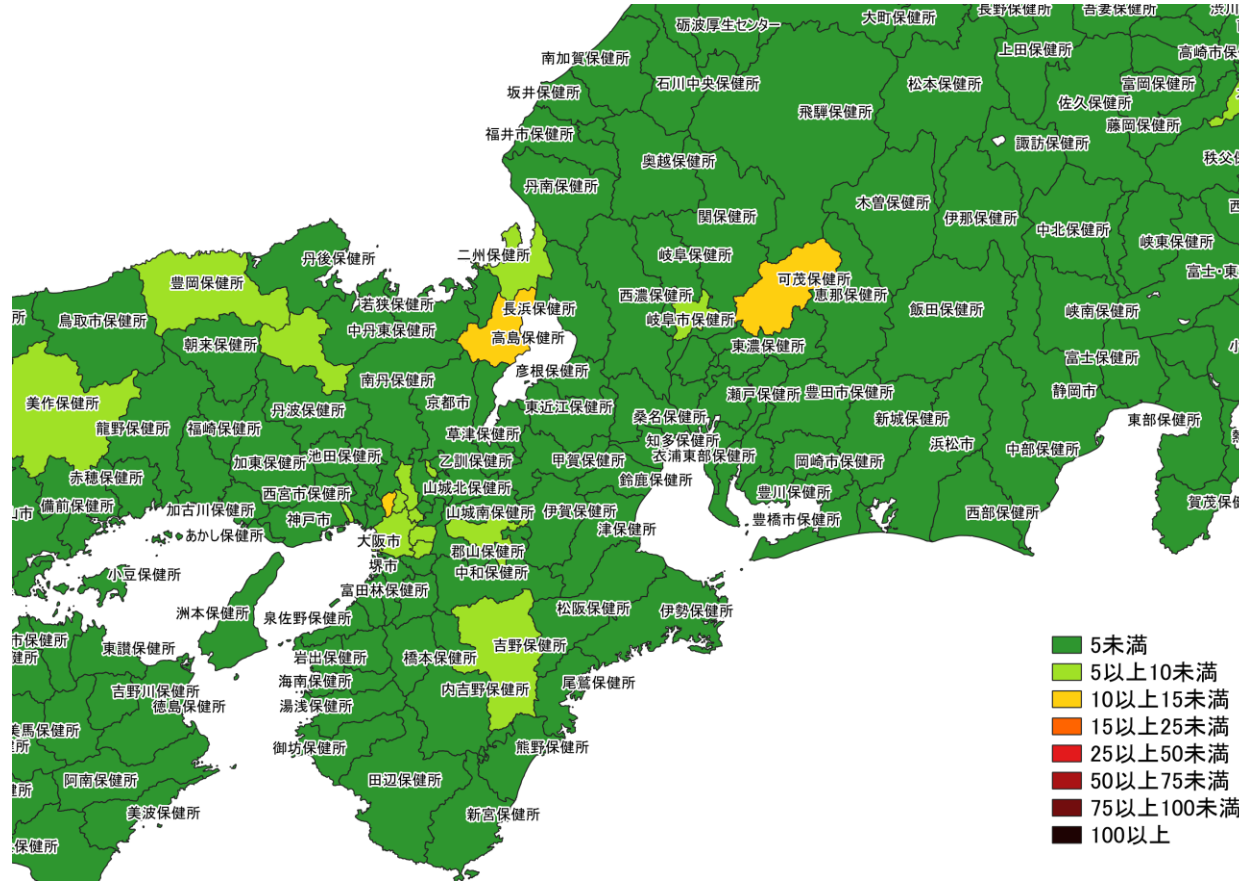 大町保健所
長野保健所
吾妻保健所
渋川
砺波厚生センター
南加賀保健所
上田保健所
高崎市保
石川中央保健所
松本保健所
富岡保健所
坂井保健所
飛騨保健所
佐久保健所
藤岡保健所
福井市保健所
諏訪保健所
奥越保健所
秩父保
丹南保健所
関保健所
木曽保健所
伊那保健所
中北保健所
峡東保健所
二州保健所
岐阜保健所
丹後保健所
可茂保健所
富士・東
豊岡保健所
西濃保健所
恵那保健所
若狭保健所
長浜保健所
飯田保健所
峡南保健所
所
鳥取市保健所
岐阜市保健所
中丹東保健所
高島保健所
朝来保健所
東濃保健所
富士保健所
彦根保健所
南丹保健所
静岡市
瀬戸保健所
豊田市保健所
美作保健所
京都市
東近江保健所
丹波保健所
桑名保健所
新城保健所
東部保健所
龍野保健所
福崎保健所
草津保健所
知多保健所
浜松市
中部保健所
池田保健所
加東保健所
乙訓保健所
甲賀保健所
衣浦東部保健所
岡崎市保健所
赤穂保健所
鈴鹿保健所
西宮市保健所
山城北保健所
豊川保健所
賀茂保健
備前保健所
加古川保健所
山城南保健所
伊賀保健所
西部保健所
山市
神戸市
豊橋市保健所
津保健所
あかし保健所
大阪市
郡山保健所
堺市
中和保健所
小豆保健所
富田林保健所
洲本保健所
泉佐野保健所
松阪保健所
伊勢保健所
市保健所
東讃保健所
吉野保健所
岩出保健所
橋本保健所
健所
海南保健所
尾鷲保健所
内吉野保健所
吉野川保健所
徳島保健所
湯浅保健所
美馬保健所
御坊保健所
熊野保健所
健所
阿南保健所
田辺保健所
美波保健所
新宮保健所
保健所
5未満
5以上10未満
10以上15未満
15以上25未満
25以上50未満
50以上75未満
75以上100未満
100以上